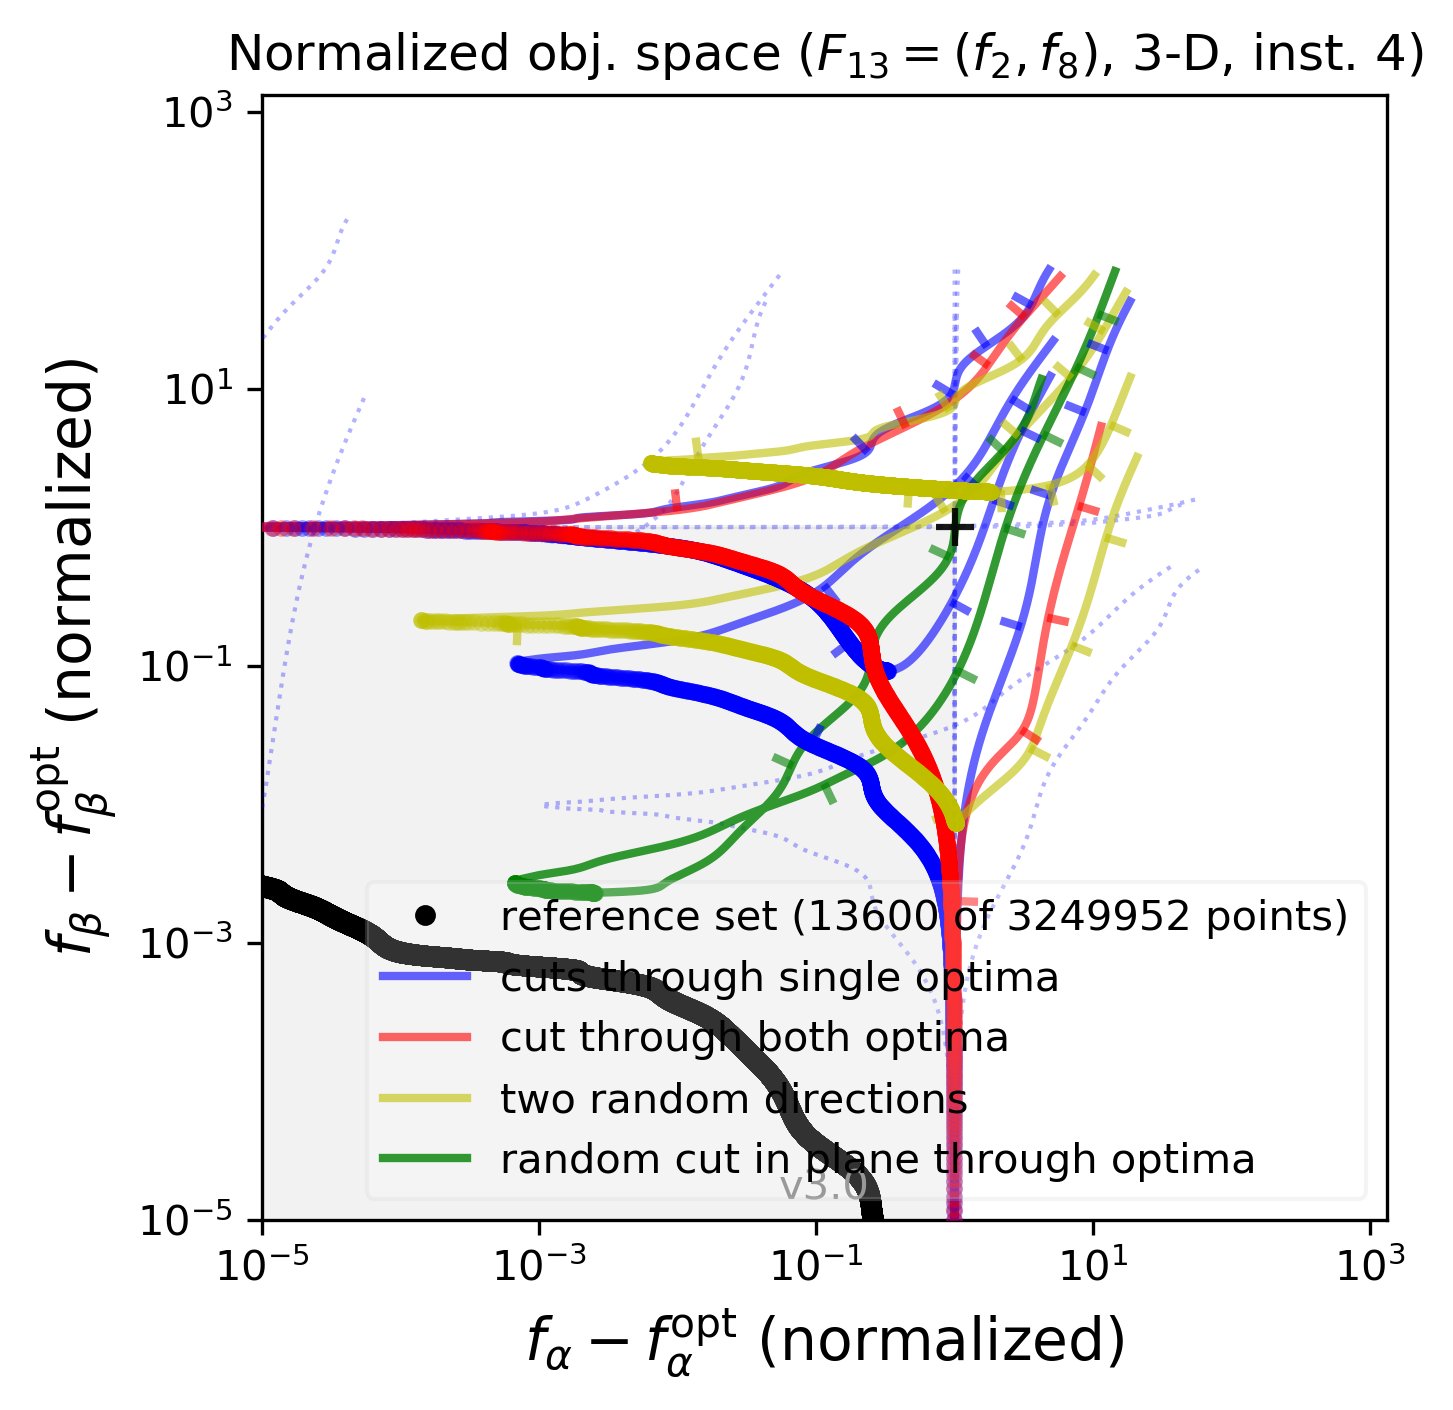 Normalized obj. space (F₁₃ = (f₂, f₈), 3-D, inst. 4)
10³
10¹
10⁻¹
10⁻³
10⁻⁵
f_β − f_β^opt (normalized)
reference set (13600 of 3249952 points)
cuts through single optima
cut through both optima
two random directions
random cut in plane through optima
v3.0
10⁻⁵ 10⁻³ 10⁻¹ 10¹ 10³
f_α − f_α^opt (normalized)